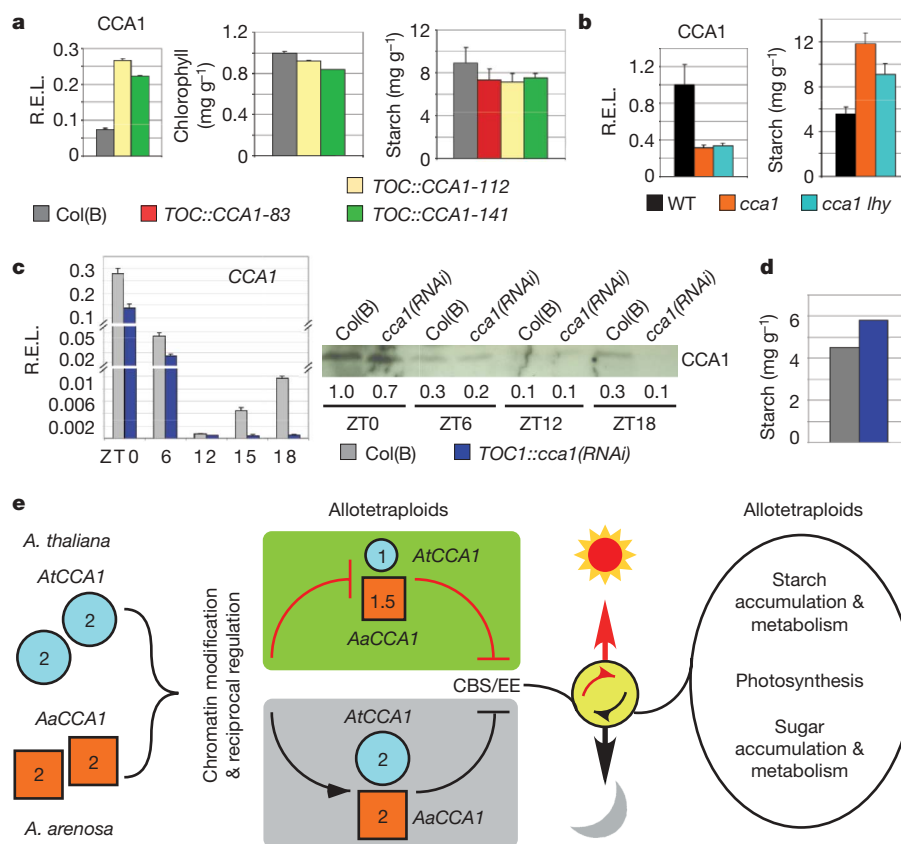 a
CCA1
R.E.L.
0.3
0.2
0.1
0
Chlorophyll
(mg g⁻¹)
1.2
0.8
0.4
0
Starch (mg g⁻¹)
12
8
4
0
Col(B)
TOC::CCA1-83
TOC::CCA1-112
TOC::CCA1-141
b
CCA1
R.E.L.
1.2
0.8
0.4
0
Starch (mg g⁻¹)
12
8
4
0
WT
cca1
cca1 lhy
c
CCA1
R.E.L.
0.3
0.2
0.1
0.05
0.02
0.01
0.006
0.002
ZT0 6 12 15 18
Col(B) cca1(RNAi) Col(B) cca1(RNAi) Col(B) cca1(RNAi) Col(B) cca1(RNAi)
CCA1
1.0 0.7 0.3 0.2 0.1 0.1 0.3 0.1
ZT0 ZT6 ZT12 ZT18
Col(B)
TOC1::cca1(RNAi)
d
Starch (mg g⁻¹)
6
4
2
0
e
A. thaliana
AtCCA1
2
2
AaCCA1
2
2
A. arenosa
Chromatin modification
& reciprocal regulation
Allotetraploids
1
AtCCA1
1.5
AaCCA1
CBS/EE
AtCCA1
2
2
AaCCA1
Allotetraploids
Starch
accumulation &
metabolism
Photosynthesis
Sugar
accumulation &
metabolism